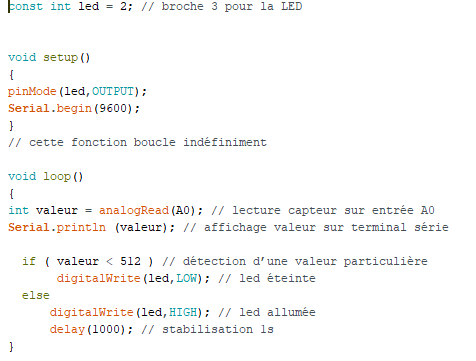 const int led = 2; // broche 3 pour la LED
void setup()
{
pinMode(led,OUTPUT);
Serial.begin(9600);
}
// cette fonction boucle indéfiniment
void loop()
{
int valeur = analogRead(A0); // lecture capteur sur entrée A0
Serial.println (valeur); // affichage valeur sur terminal série
if ( valeur < 512 ) // détection d’une valeur particulière
digitalWrite(led,LOW); // led éteinte
else
digitalWrite(led,HIGH); // led allumée
delay(1000); // stabilisation 1s
}